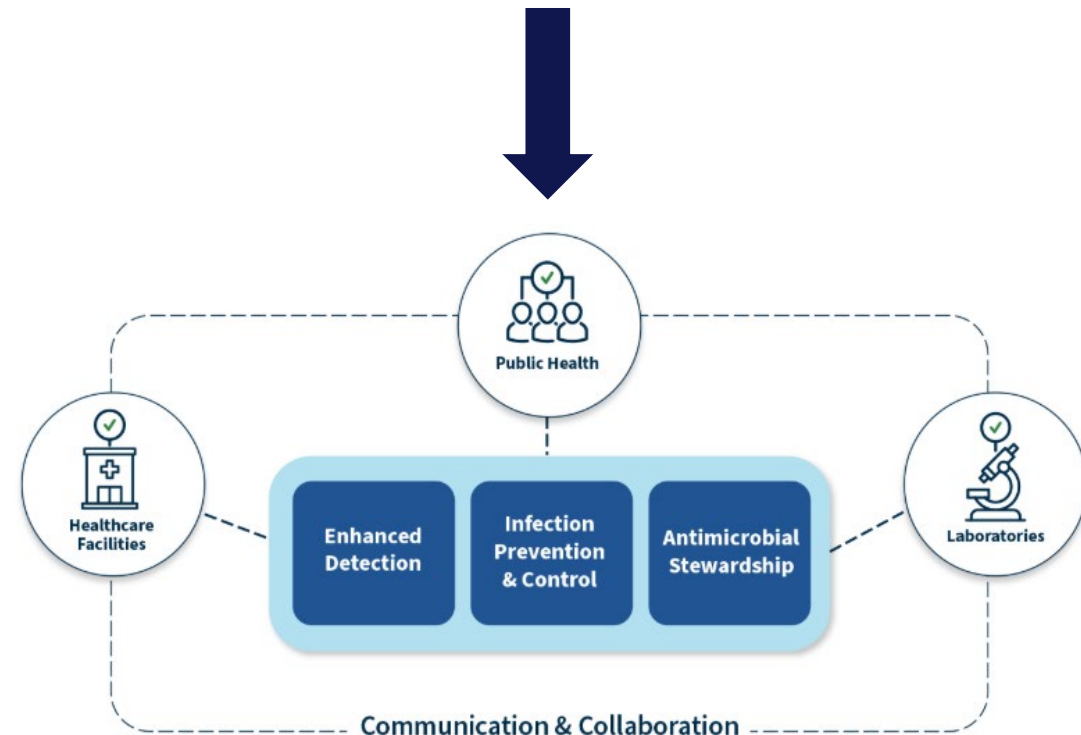 Public Health
Healthcare
Facilities
Enhanced
Detection
Infection
Prevention
& Control
Antimicrobial
Stewardship
Laboratories
Communication & Collaboration